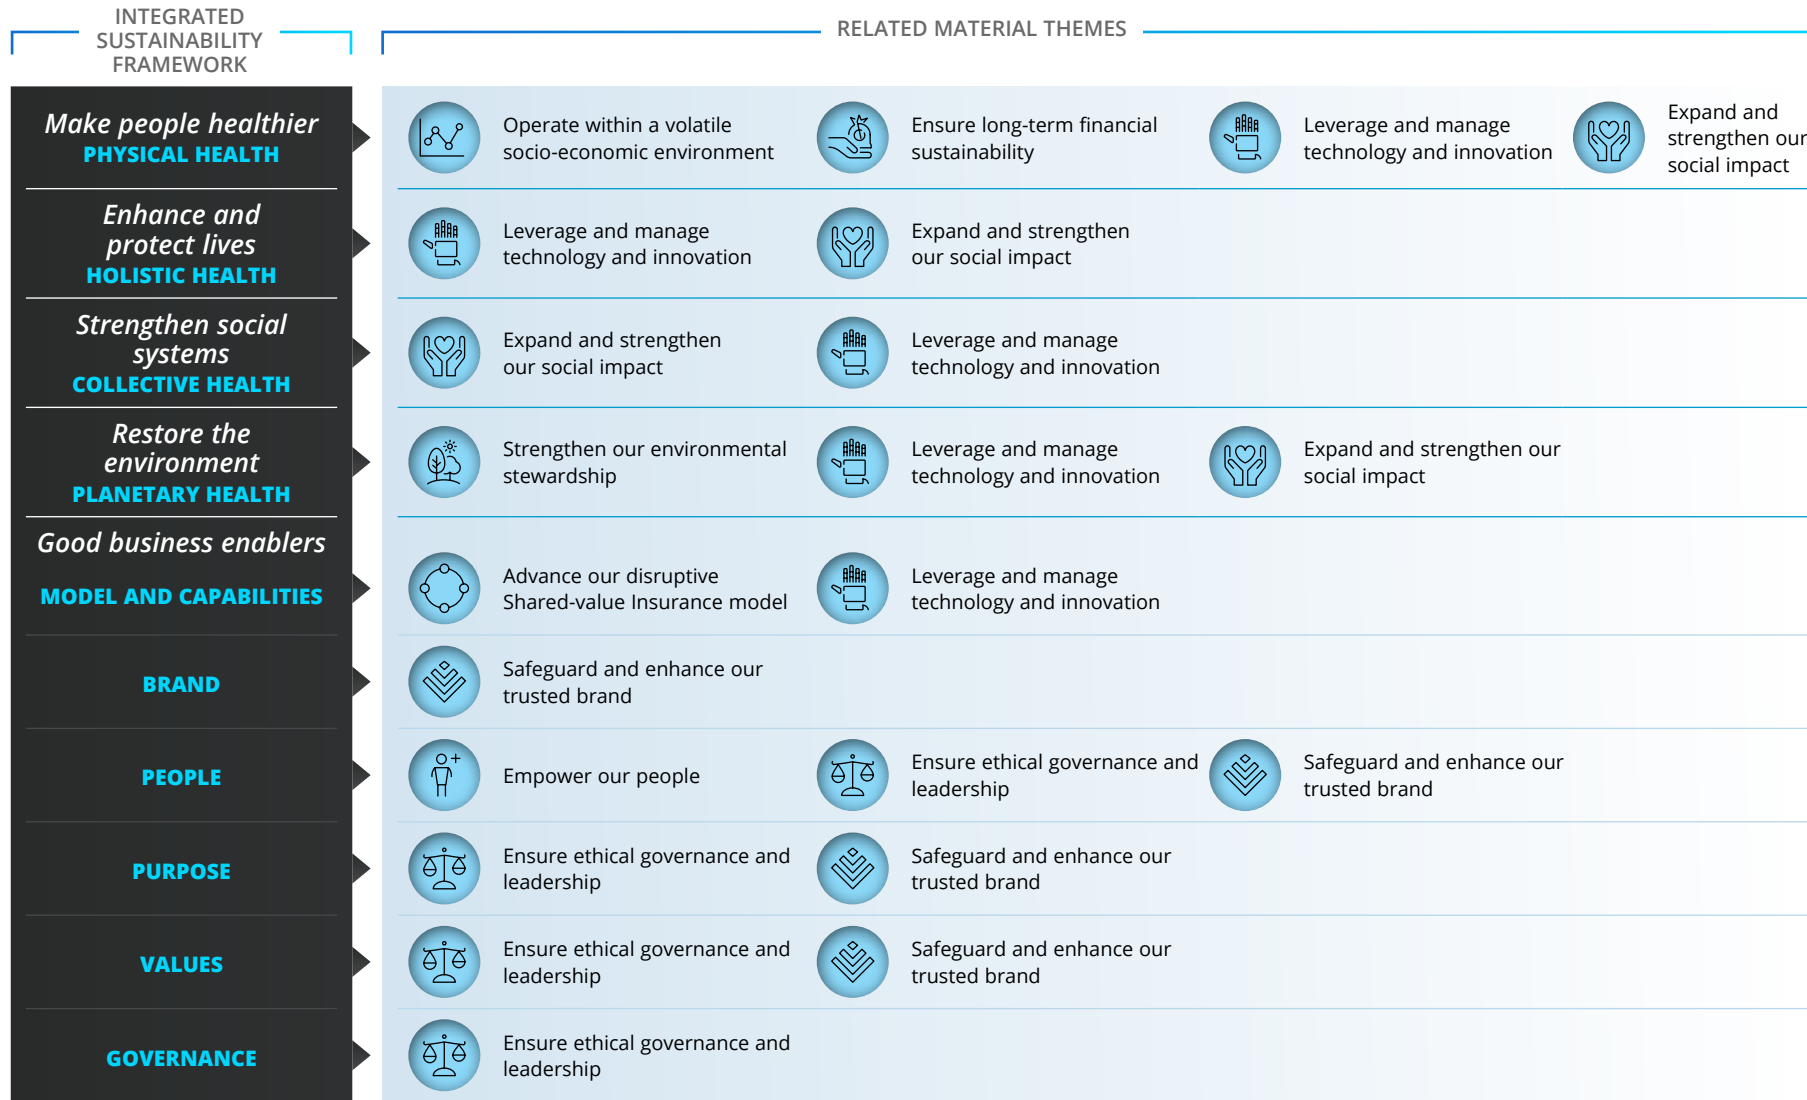 INTEGRATED
SUSTAINABILITY
FRAMEWORK
RELATED MATERIAL THEMES
Make people healthier
PHYSICAL HEALTH
Operate within a volatile
socio-economic environment
Ensure long-term financial
sustainability
Leverage and manage
technology and innovation
Expand and
strengthen our
social impact
Enhance and
protect lives
HOLISTIC HEALTH
Leverage and manage
technology and innovation
Expand and strengthen
our social impact
Strengthen social
systems
COLLECTIVE HEALTH
Expand and strengthen
our social impact
Leverage and manage
technology and innovation
Restore the
environment
PLANETARY HEALTH
Strengthen our environmental
stewardship
Leverage and manage
technology and innovation
Expand and strengthen our
social impact
Good business enablers
MODEL AND CAPABILITIES
Advance our disruptive
Shared-value Insurance model
Leverage and manage
technology and innovation
BRAND
Safeguard and enhance our
trusted brand
PEOPLE
Empower our people
Ensure ethical governance and
leadership
Safeguard and enhance our
trusted brand
PURPOSE
Ensure ethical governance and
leadership
Safeguard and enhance our
trusted brand
VALUES
Ensure ethical governance and
leadership
Safeguard and enhance our
trusted brand
GOVERNANCE
Ensure ethical governance and
leadership